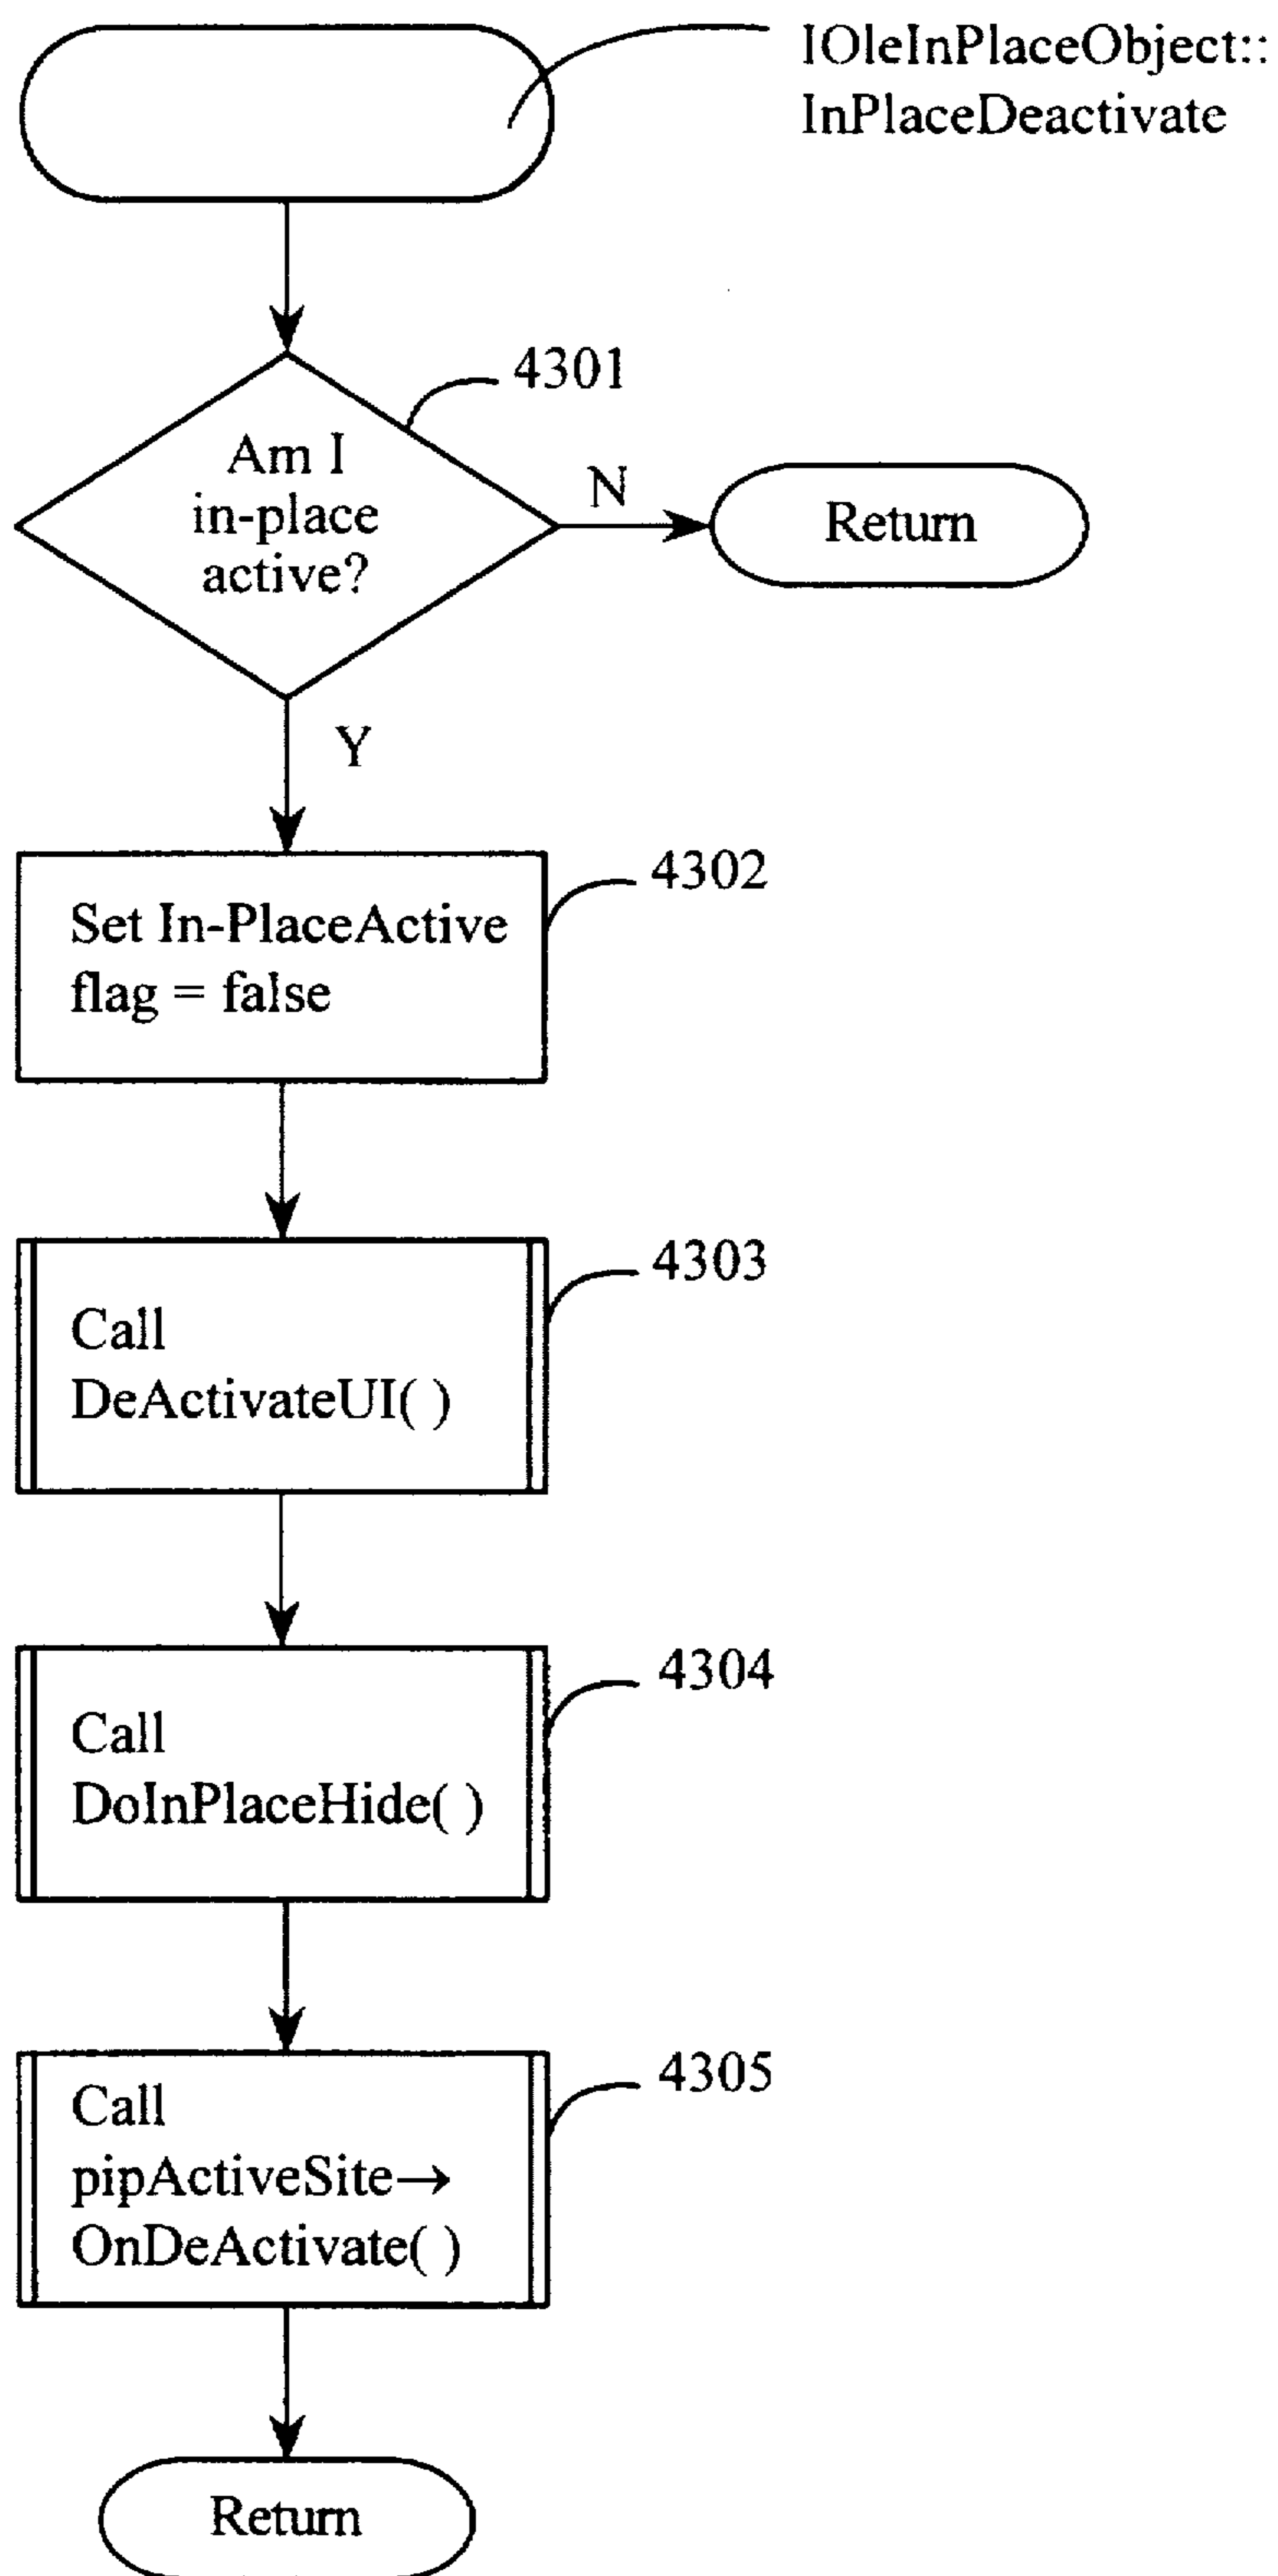 IOleInPlaceObject::
InPlaceDeactivate
4301
Am I
in-place
active?
N
Return
Y
4302
Set In-PlaceActive
flag = false
4303
Call
DeActivateUI( )
4304
Call
DoInPlaceHide( )
4305
Call
pipActiveSite→
OnDeActivate( )
Return